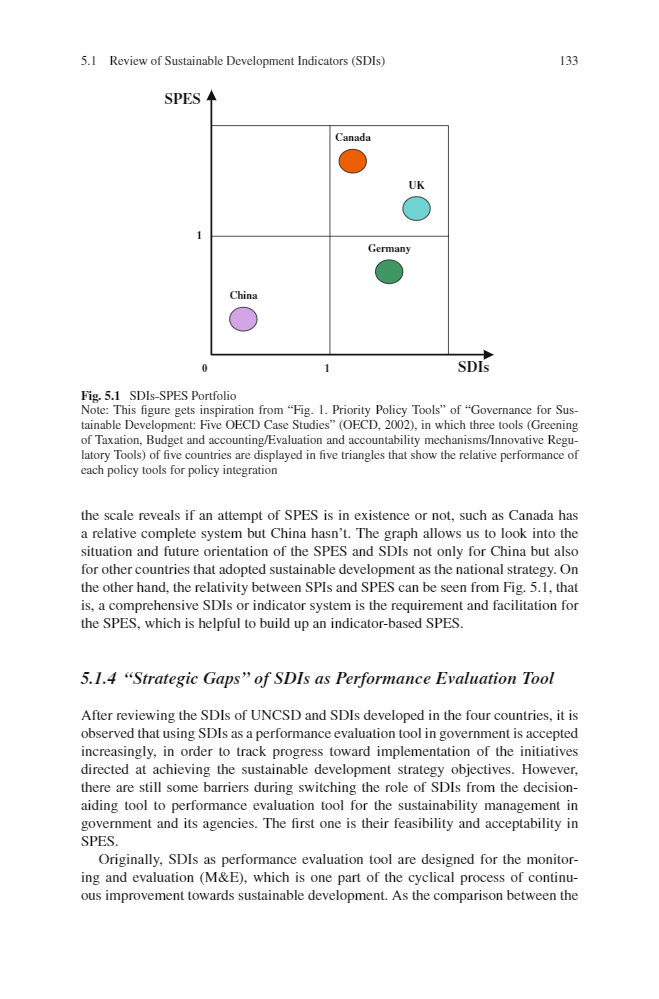 5.1 Review of Sustainable Development Indicators (SDIs) 133
SPES
Canada
UK
1
Germany
China
0 1 SDIs
Fig. 5.1 SDIs-SPES Portfolio
Note: This figure gets inspiration from “Fig. 1. Priority Policy Tools” of “Governance for Sus-
tainable Development: Five OECD Case Studies” (OECD, 2002), in which three tools (Greening
of Taxation, Budget and accounting/Evaluation and accountability mechanisms/Innovative Regu-
latory Tools) of five countries are displayed in five triangles that show the relative performance of
each policy tools for policy integration
the scale reveals if an attempt of SPES is in existence or not, such as Canada has
a relative complete system but China hasn’t. The graph allows us to look into the
situation and future orientation of the SPES and SDIs not only for China but also
for other countries that adopted sustainable development as the national strategy. On
the other hand, the relativity between SPIs and SPES can be seen from Fig. 5.1, that
is, a comprehensive SDIs or indicator system is the requirement and facilitation for
the SPES, which is helpful to build up an indicator-based SPES.
5.1.4 “Strategic Gaps” of SDIs as Performance Evaluation Tool
After reviewing the SDIs of UNCSD and SDIs developed in the four countries, it is
observed that using SDIs as a performance evaluation tool in government is accepted
increasingly, in order to track progress toward implementation of the initiatives
directed at achieving the sustainable development strategy objectives. However,
there are still some barriers during switching the role of SDIs from the decision-
aiding tool to performance evaluation tool for the sustainability management in
government and its agencies. The first one is their feasibility and acceptability in
SPES.
Originally, SDIs as performance evaluation tool are designed for the monitor-
ing and evaluation (M&E), which is one part of the cyclical process of continu-
ous improvement towards sustainable development. As the comparison between the